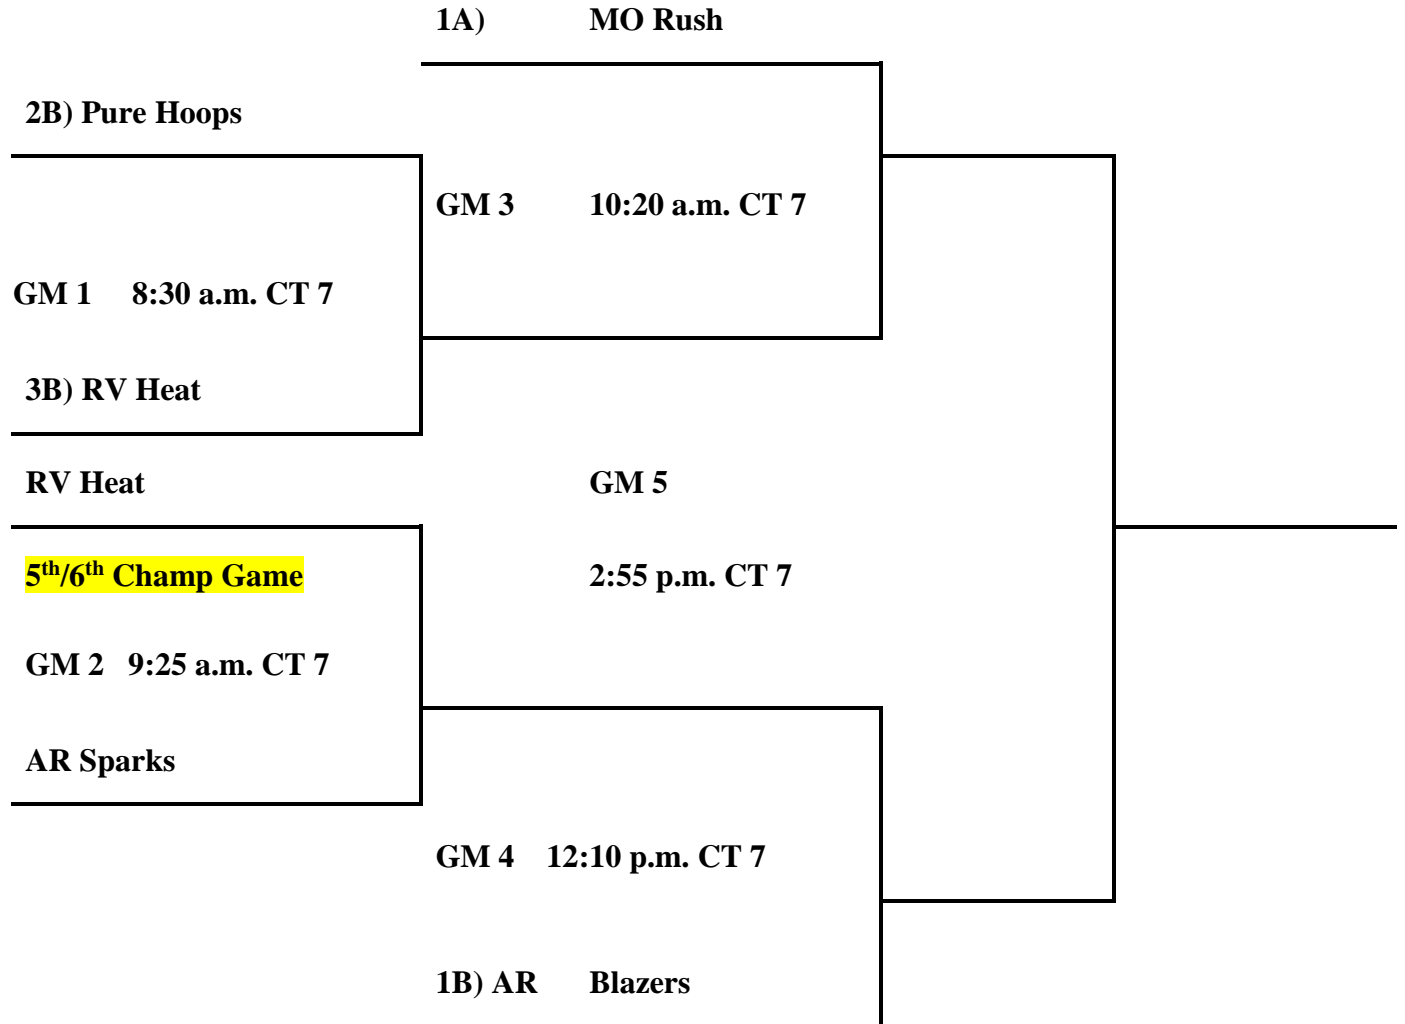 1A) MO Rush
2B) Pure Hoops
GM 3 10:20 a.m. CT 7
GM 1 8:30 a.m. CT 7
3B) RV Heat
RV Heat GM 5
5th/6th Champ Game 2:55 p.m. CT 7
GM 2 9:25 a.m. CT 7
AR Sparks
GM 4 12:10 p.m. CT 7
1B) AR Blazers